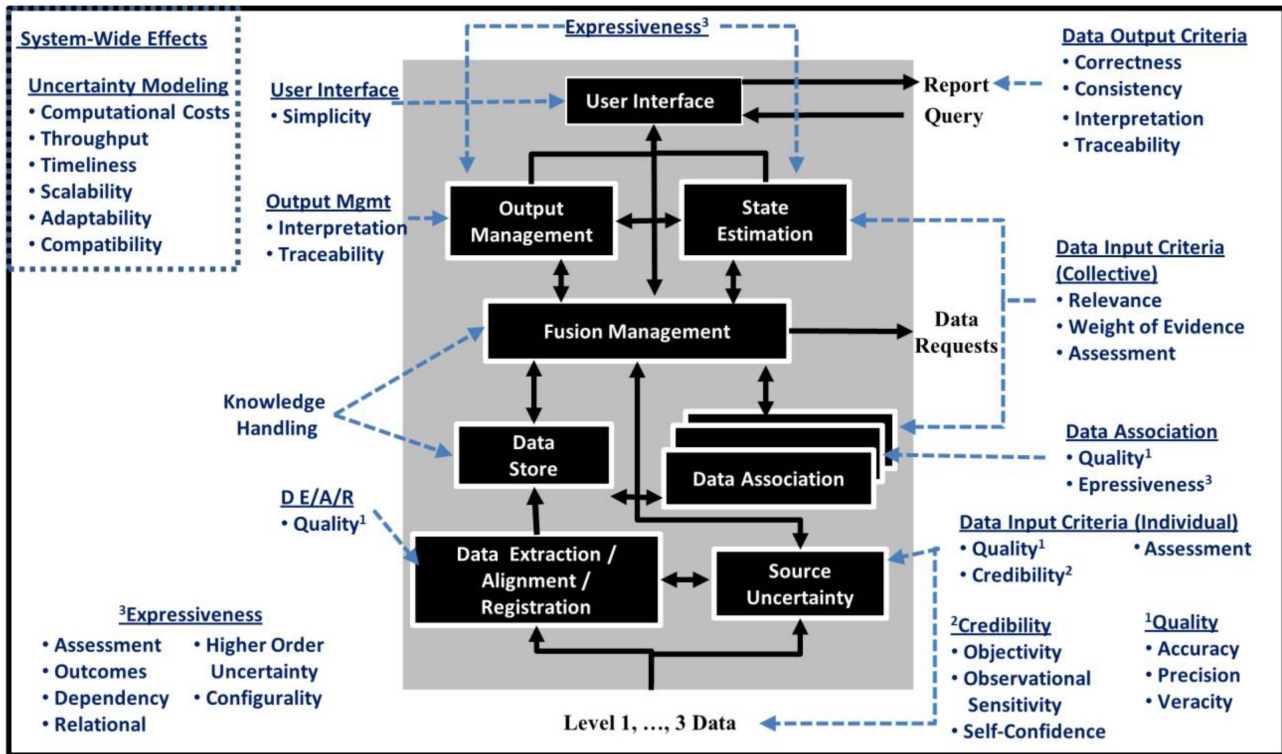 System-Wide Effects
Uncertainty Modeling
• Computational Costs
• Throughput
• Timeliness
• Scalability
• Adaptability
• Compatibility
Expressiveness³
User Interface
• Simplicity
User Interface
Report
Query
Data Output Criteria
• Correctness
• Consistency
• Interpretation
• Traceability
Output Mgmt
• Interpretation
• Traceability
Output
Management
State
Estimation
Data Input Criteria
(Collective)
• Relevance
• Weight of Evidence
• Assessment
Fusion Management
Data
Requests
Knowledge
Handling
Data
Store
Data Association
Data Association
• Quality¹
• Epressiveness³
D E/A/R
• Quality¹
Data Extraction /
Alignment /
Registration
Source
Uncertainty
Data Input Criteria (Individual)
• Quality¹
• Credibility²
• Assessment
³Expressiveness
• Assessment
• Outcomes
• Dependency
• Relational
• Higher Order
Uncertainty
• Configurality
²Credibility
• Objectivity
• Observational
Sensitivity
• Self-Confidence
¹Quality
• Accuracy
• Precision
• Veracity
Level 1, …, 3 Data